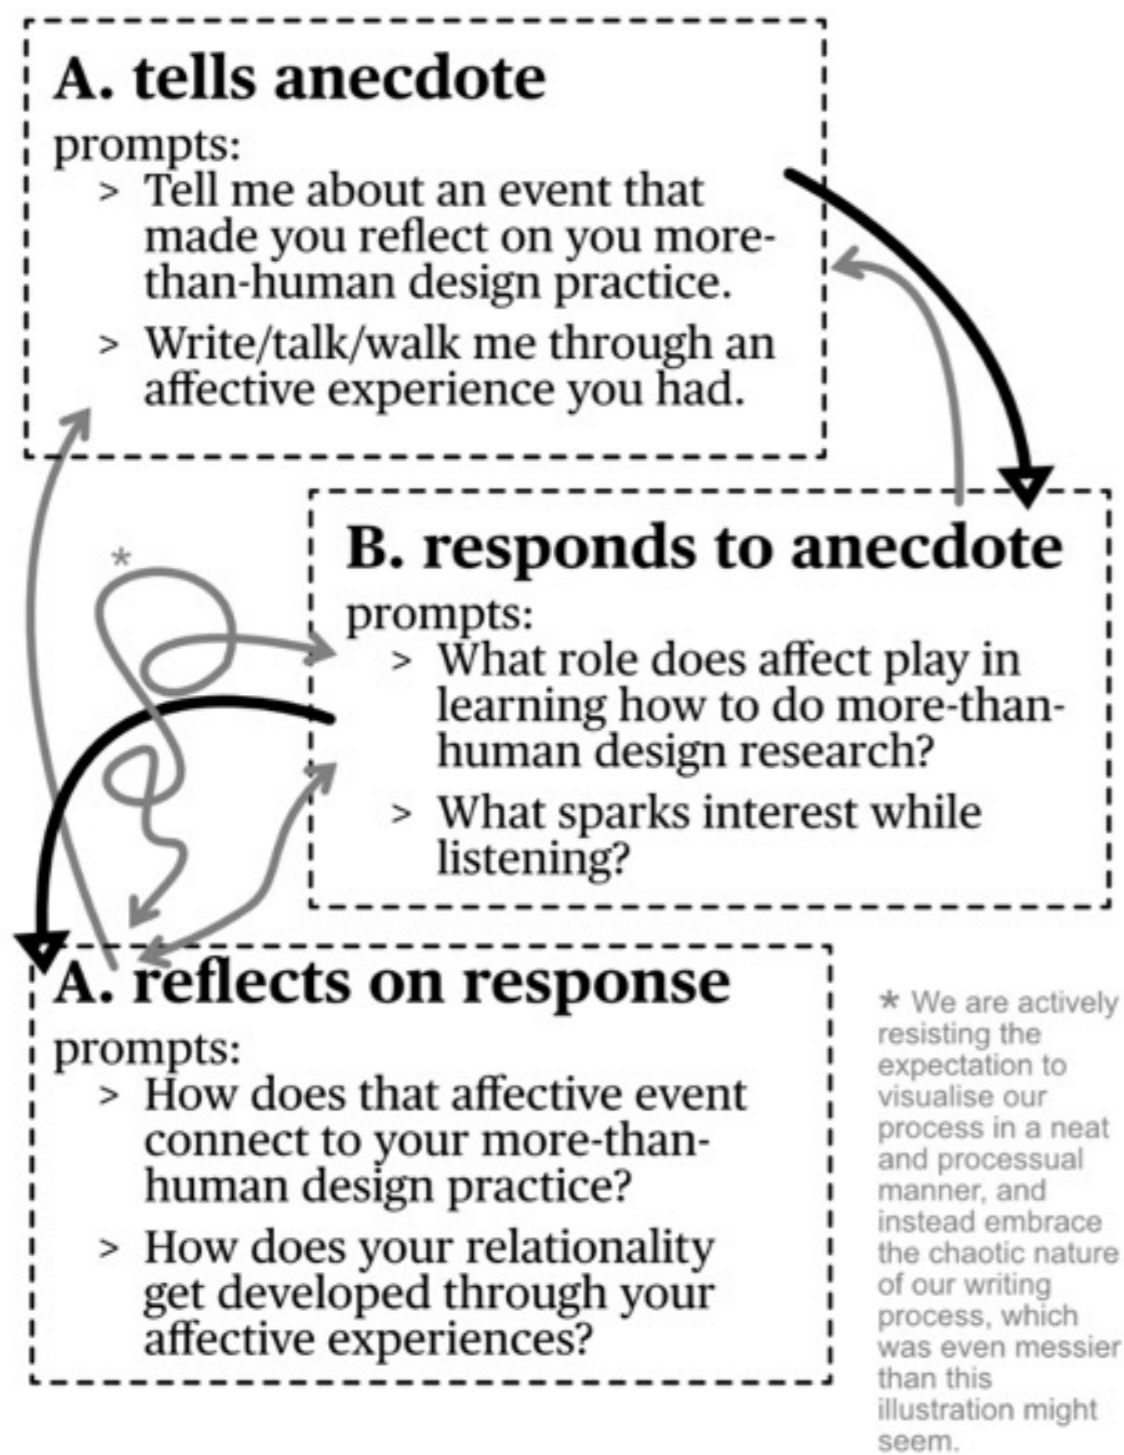 A. tells anecdote
prompts:
> Tell me about an event that
made you reflect on you more-
than-human design practice.
> Write/talk/walk me through an
affective experience you had.
*
B. responds to anecdote
prompts:
> What role does affect play in
learning how to do more-than-
human design research?
> What sparks interest while
listening?
A. reflects on response
prompts:
> How does that affective event
connect to your more-than-
human design practice?
> How does your relationality
get developed through your
affective experiences?
* We are actively
resisting the
expectation to
visualise our
process in a neat
and processual
manner, and
instead embrace
the chaotic nature
of our writing
process, which
was even messier
than this
illustration might
seem.